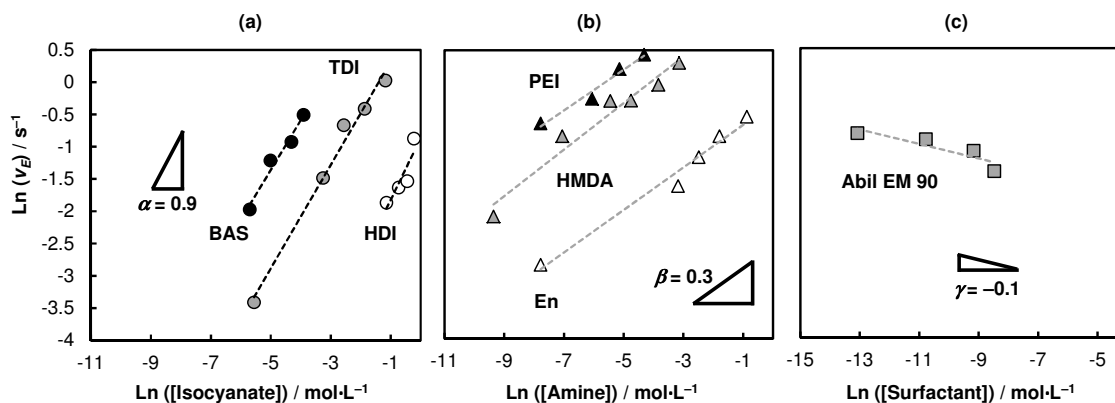 (a)
(b)
(c)
Ln (v_E) / s⁻¹
0.5
0
-0.5
-1
-1.5
-2
-2.5
-3
-3.5
-4
TDI
BAS
HDI
α = 0.9
-11
-9
-7
-5
-3
-1
Ln ([Isocyanate]) / mol·L⁻¹
PEI
HMDA
En
β = 0.3
-11
-9
-7
-5
-3
-1
Ln ([Amine]) / mol·L⁻¹
Abil EM 90
γ = –0.1
-15
-13
-11
-9
-7
-5
Ln ([Surfactant]) / mol·L⁻¹